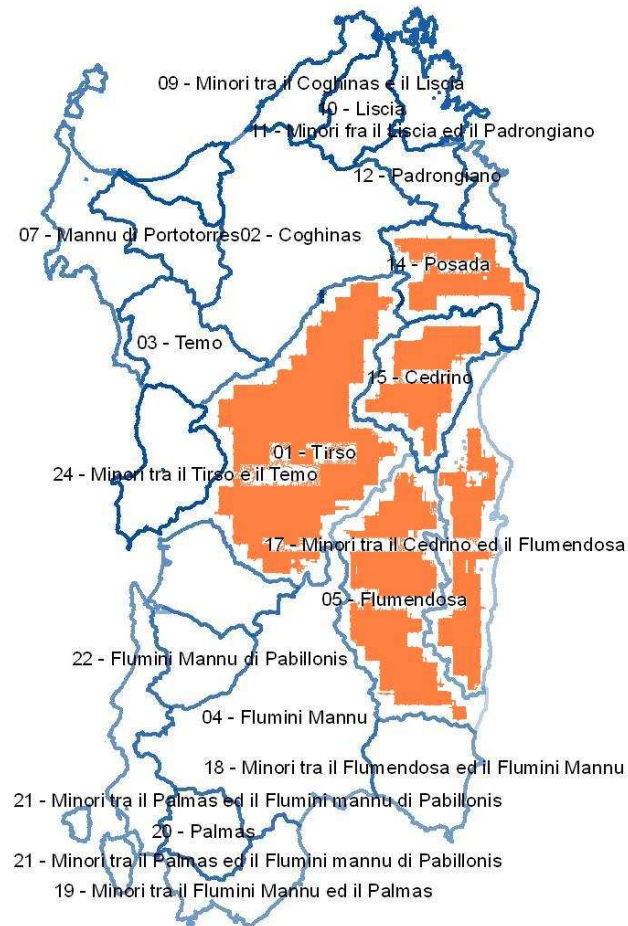 09 - Minori tra il Coghinas e il Liscia
10 - Liscia
11 - Minori fra il Liscia ed il Padrongiano
12 - Padrongiano
07 - Mannu di Portotorres
02 - Coghinas
14 - Posada
03 - Temo
15 - Cedrino
01 - Tirso
24 - Minori tra il Tirso e il Temo
17 - Minori tra il Cedrino ed il Flumendosa
05 - Flumendosa
22 - Flumini Mannu di Pabillonis
04 - Flumini Mannu
18 - Minori tra il Flumendosa ed il Flumini Mannu
21 - Minori tra il Palmas ed il Flumini mannu di Pabillonis
20 - Palmas
21 - Minori tra il Palmas ed il Flumini mannu di Pabillonis
19 - Minori tra il Flumini Mannu ed il Palmas